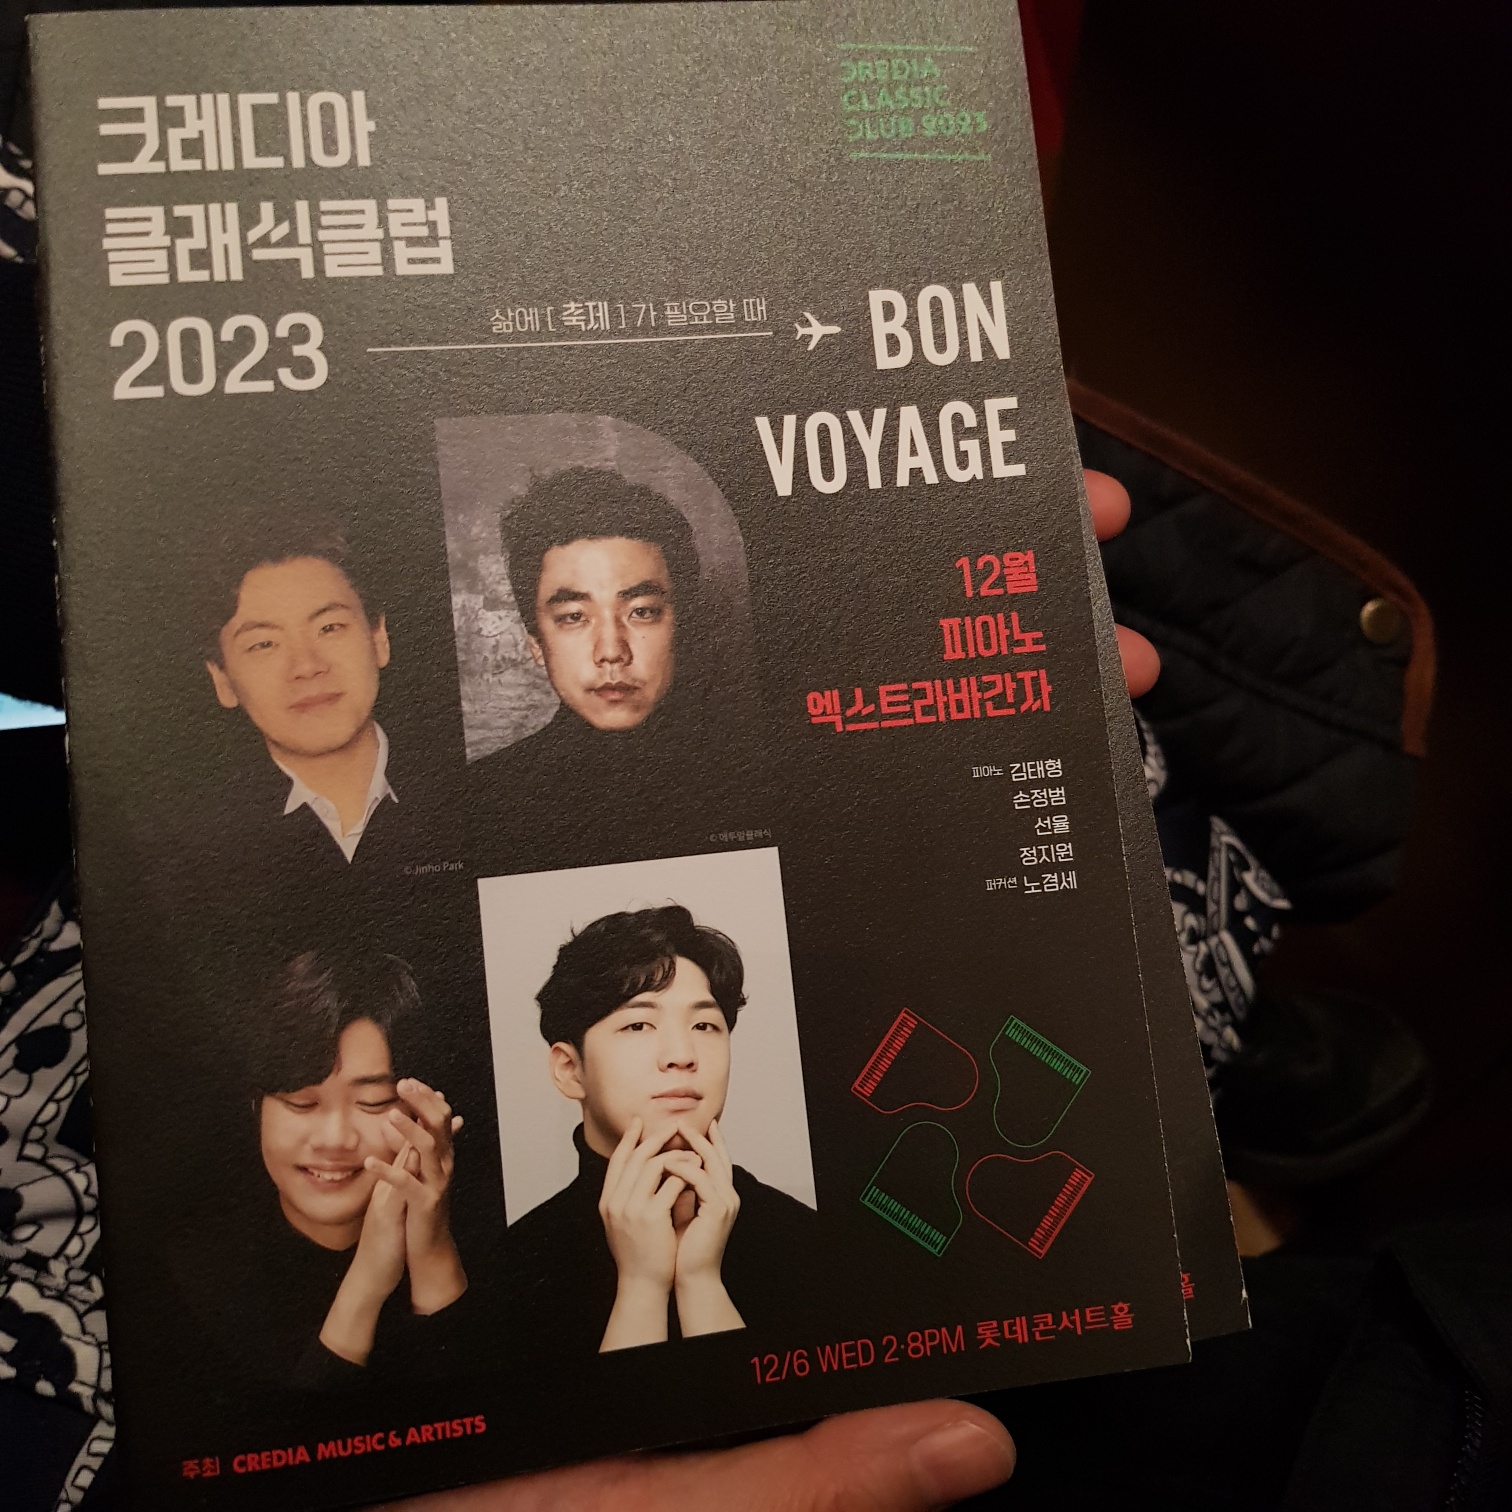 크레디아
클래식클럽
2023
삶에 [ 축제 ] 가 필요할 때
BON
VOYAGE
CREDIA
CLASSIC
CLUB 2023
12월
피아노
엑스트라바간자
피아노 김태형
손정범
선율
정지원
퍼커션 노겸세
© Jinho Park
© 에투알클래식
12/6 WED 2·8PM 롯데콘서트홀
홀
주최 CREDIA MUSIC & ARTISTS